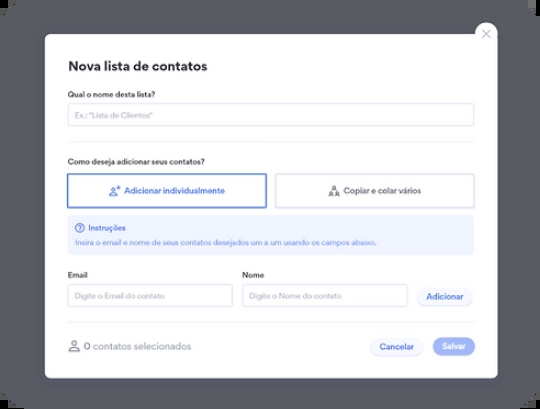 Nova lista de contatos
Qual o nome desta lista?
Ex.: "Lista de Clientes"
Como deseja adicionar seus contatos?
Adicionar individualmente
Copiar e colar vários
Instruções
Insira o email e nome de seus contatos desejados um a um usando os campos abaixo.
Email
Nome
Digite o Email do contato
Digite o Nome do contato
Adicionar
0 contatos selecionados
Cancelar
Salvar